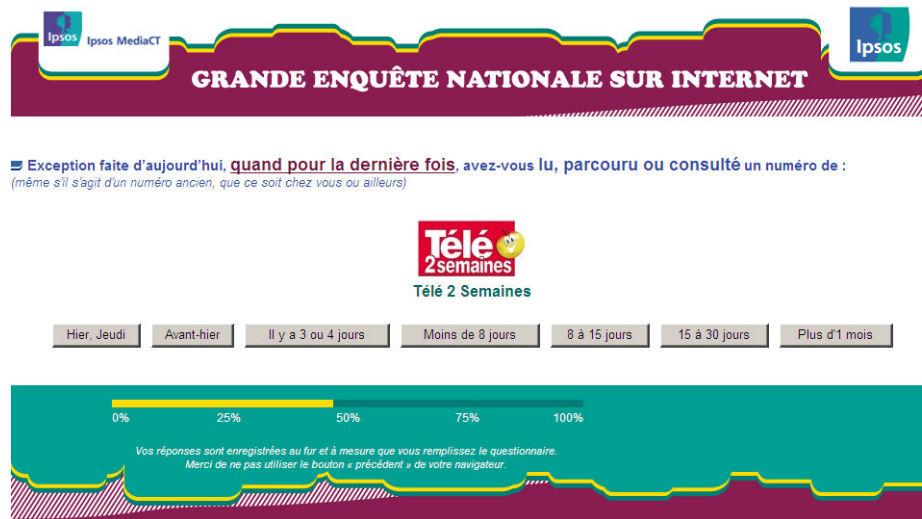 Ipsos
Ipsos MediaCT
Ipsos
GRANDE ENQUÊTE NATIONALE SUR INTERNET
Exception faite d'aujourd'hui, quand pour la dernière fois, avez-vous lu, parcouru ou consulté un numéro de :
(même s'il s'agit d'un numéro ancien, que ce soit chez vous ou ailleurs)
Télé
2 semaines
Télé 2 Semaines
Hier, Jeudi Avant-hier Il y a 3 ou 4 jours Moins de 8 jours 8 à 15 jours 15 à 30 jours Plus d'1 mois
0% 25% 50% 75% 100%
Vos réponses sont enregistrées au fur et à mesure que vous remplissez le questionnaire.
Merci de ne pas utiliser le bouton « précédent » de votre navigateur.